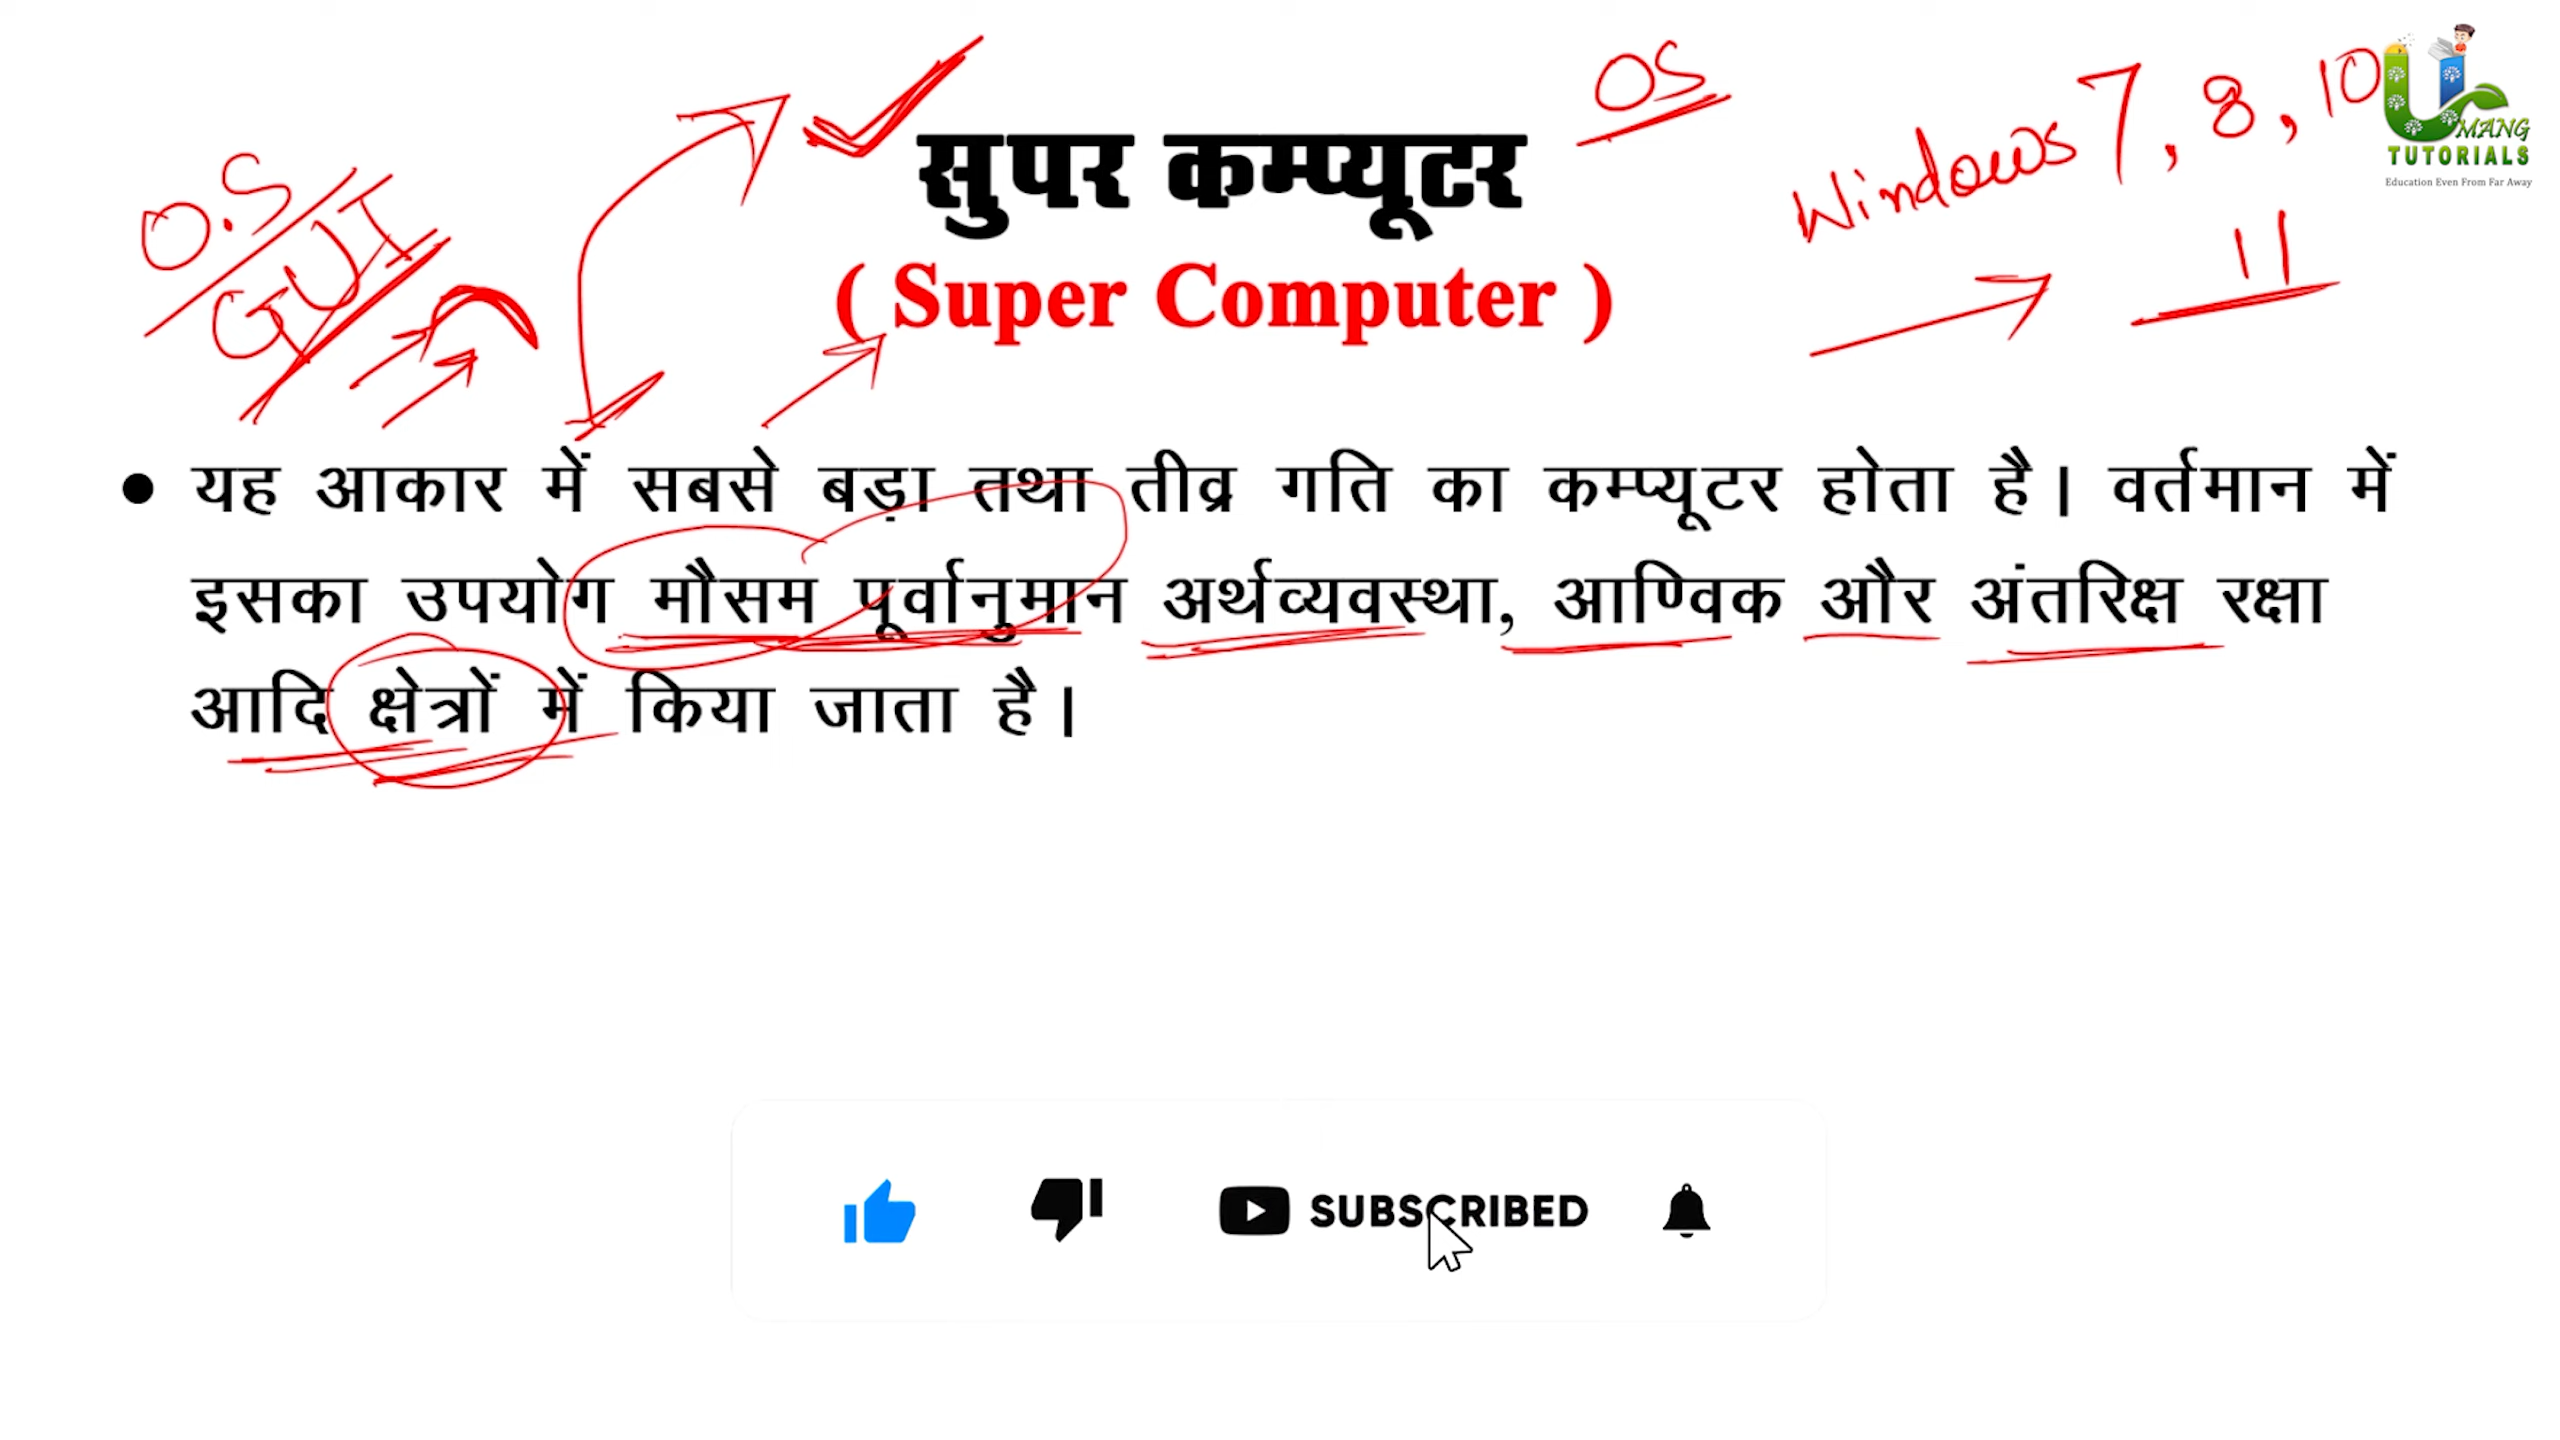 OS
Windows 7, 8, 10
11
O.S
GUI
UMANG
TUTORIALS
Education Even From Far Away
सुपर कम्प्यूटर
( Super Computer )
• यह आकार में सबसे बड़ा तथा तीव्र गति का कम्प्यूटर होता है। वर्तमान में
इसका उपयोग मौसम पूर्वानुमान अर्थव्यवस्था, आण्विक और अंतरिक्ष रक्षा
आदि क्षेत्रों में किया जाता है।
SUBSCRIBED